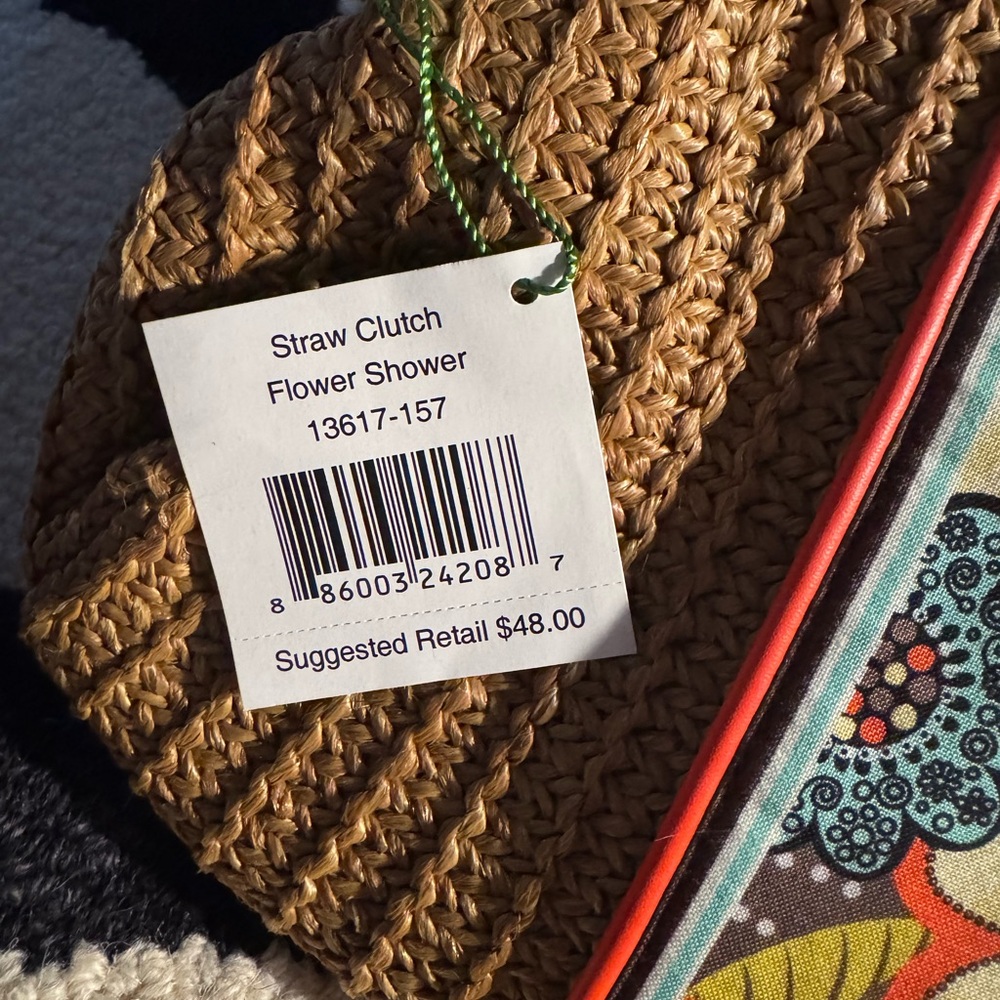 Straw Clutch
Flower Shower
13617-157
8 86003 24208 7
Suggested Retail $48.00